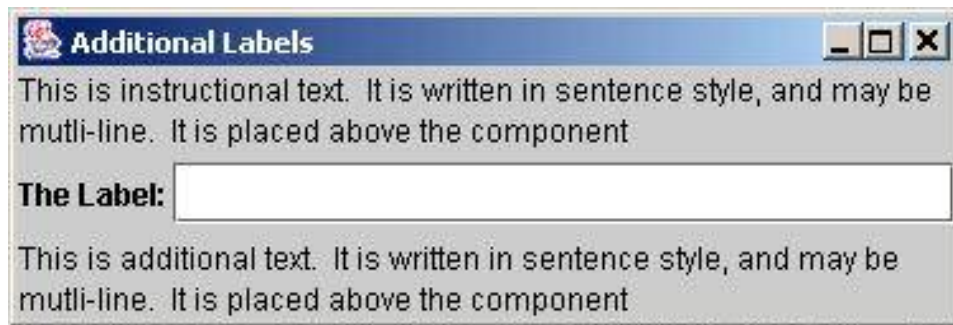 Additional Labels
This is instructional text. It is written in sentence style, and may be
mutli-line. It is placed above the component
The Label:
This is additional text. It is written in sentence style, and may be
mutli-line. It is placed above the component